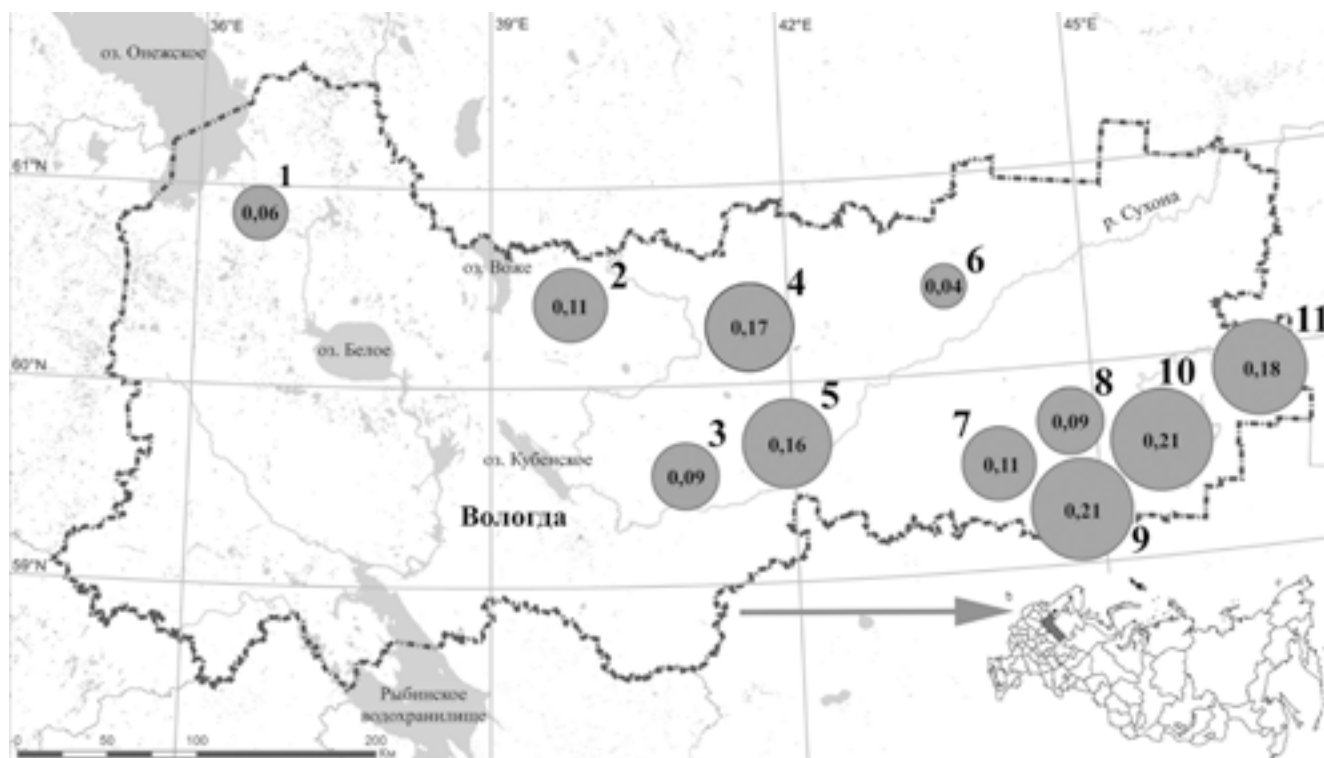 36°E
39°E
42°E
45°E
оз. Онежское
61°N
1
0,06
р. Сухона
оз. Воже
2
0,11
4
0,17
6
0,04
11
0,18
оз. Белое
60°N
8
0,09
10
0,21
5
0,16
7
0,11
3
0,09
оз. Кубенское
Вологда
0,21
9
59°N
Рыбинское
водохранилище
0 50 100 200
Км